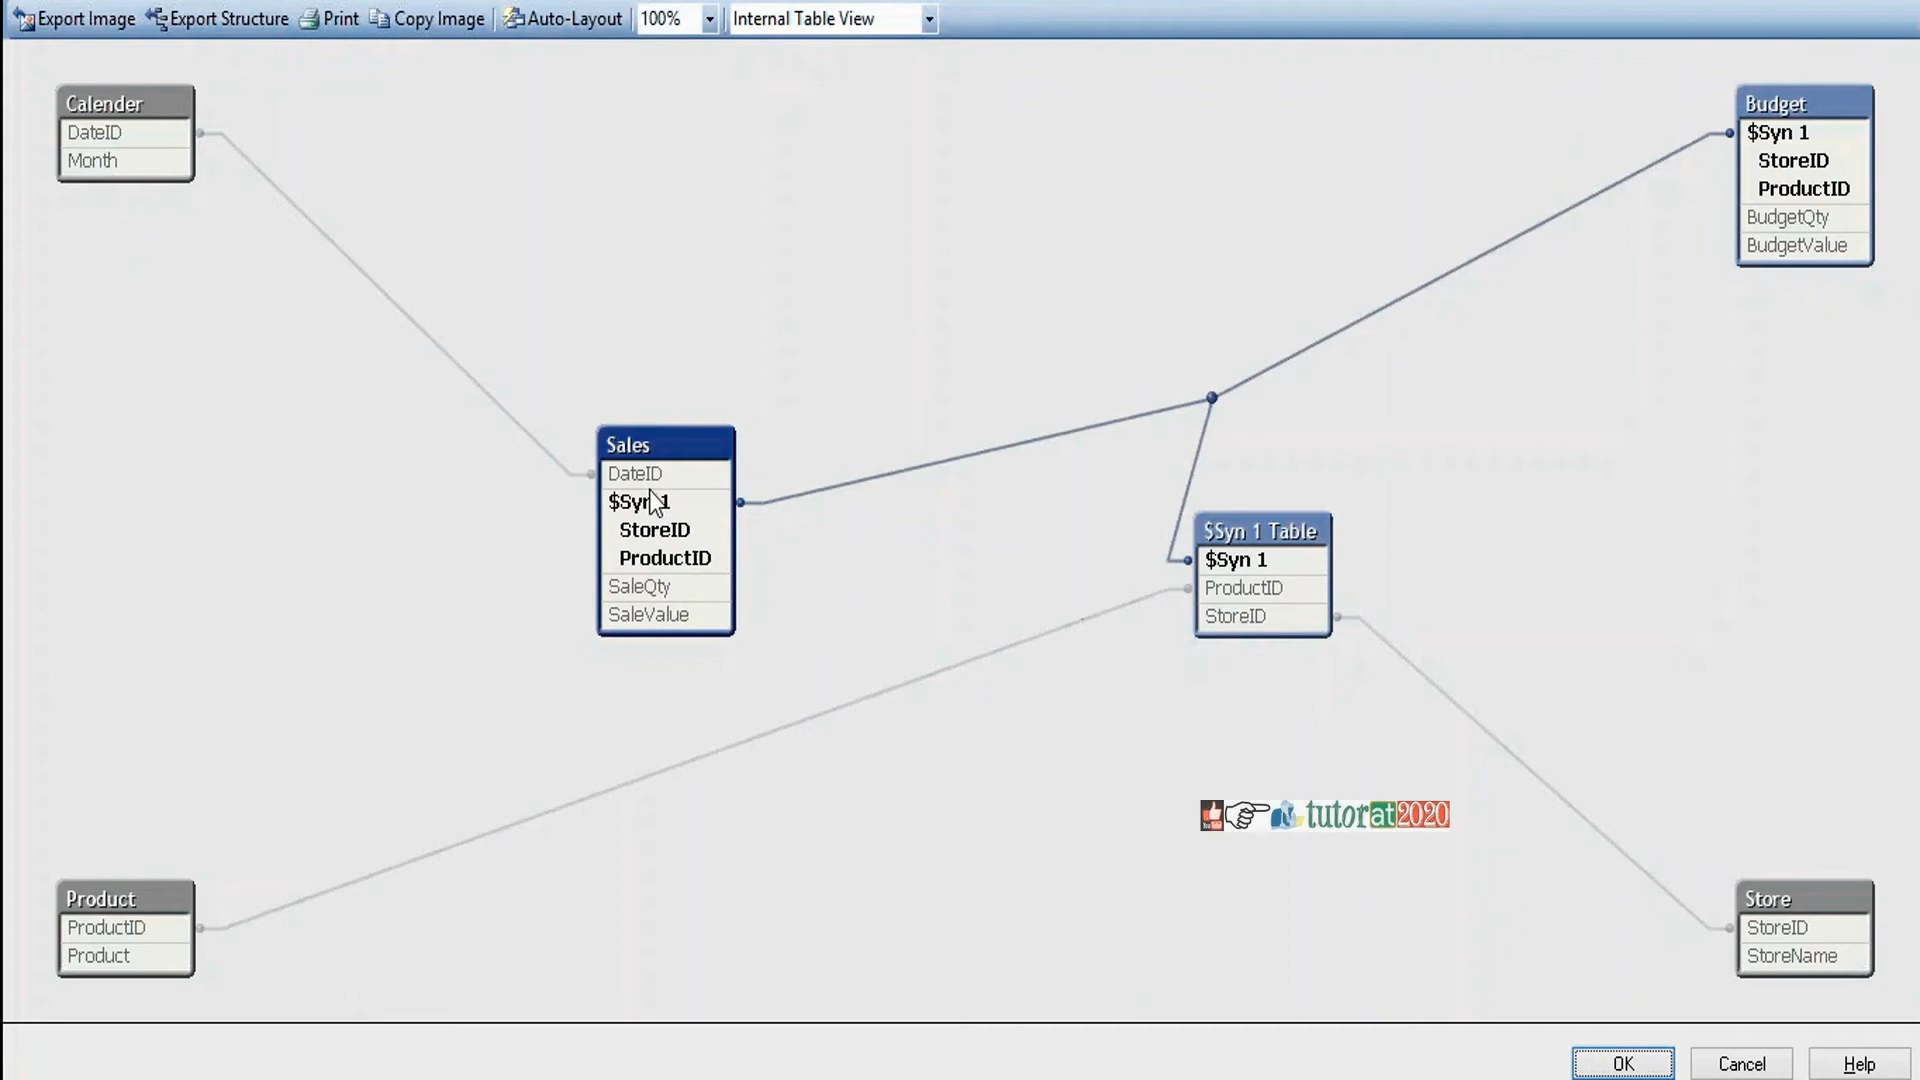 Export Image Export Structure Print Copy Image Auto-Layout 100% Internal Table View
Calender
DateID
Month
Budget
$Syn 1
StoreID
ProductID
BudgetQty
BudgetValue
Sales
DateID
$Syn 1
StoreID
ProductID
SaleQty
SaleValue
$Syn 1 Table
$Syn 1
ProductID
StoreID
tutorat2020
Product
ProductID
Product
Store
StoreID
StoreName
OK Cancel Help